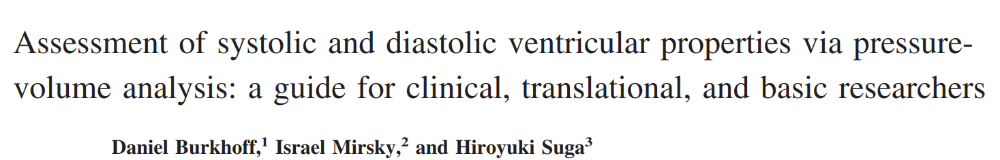 Assessment of systolic and diastolic ventricular properties via pressure-
volume analysis: a guide for clinical, translational, and basic researchers
Daniel Burkhoff,¹ Israel Mirsky,² and Hiroyuki Suga³